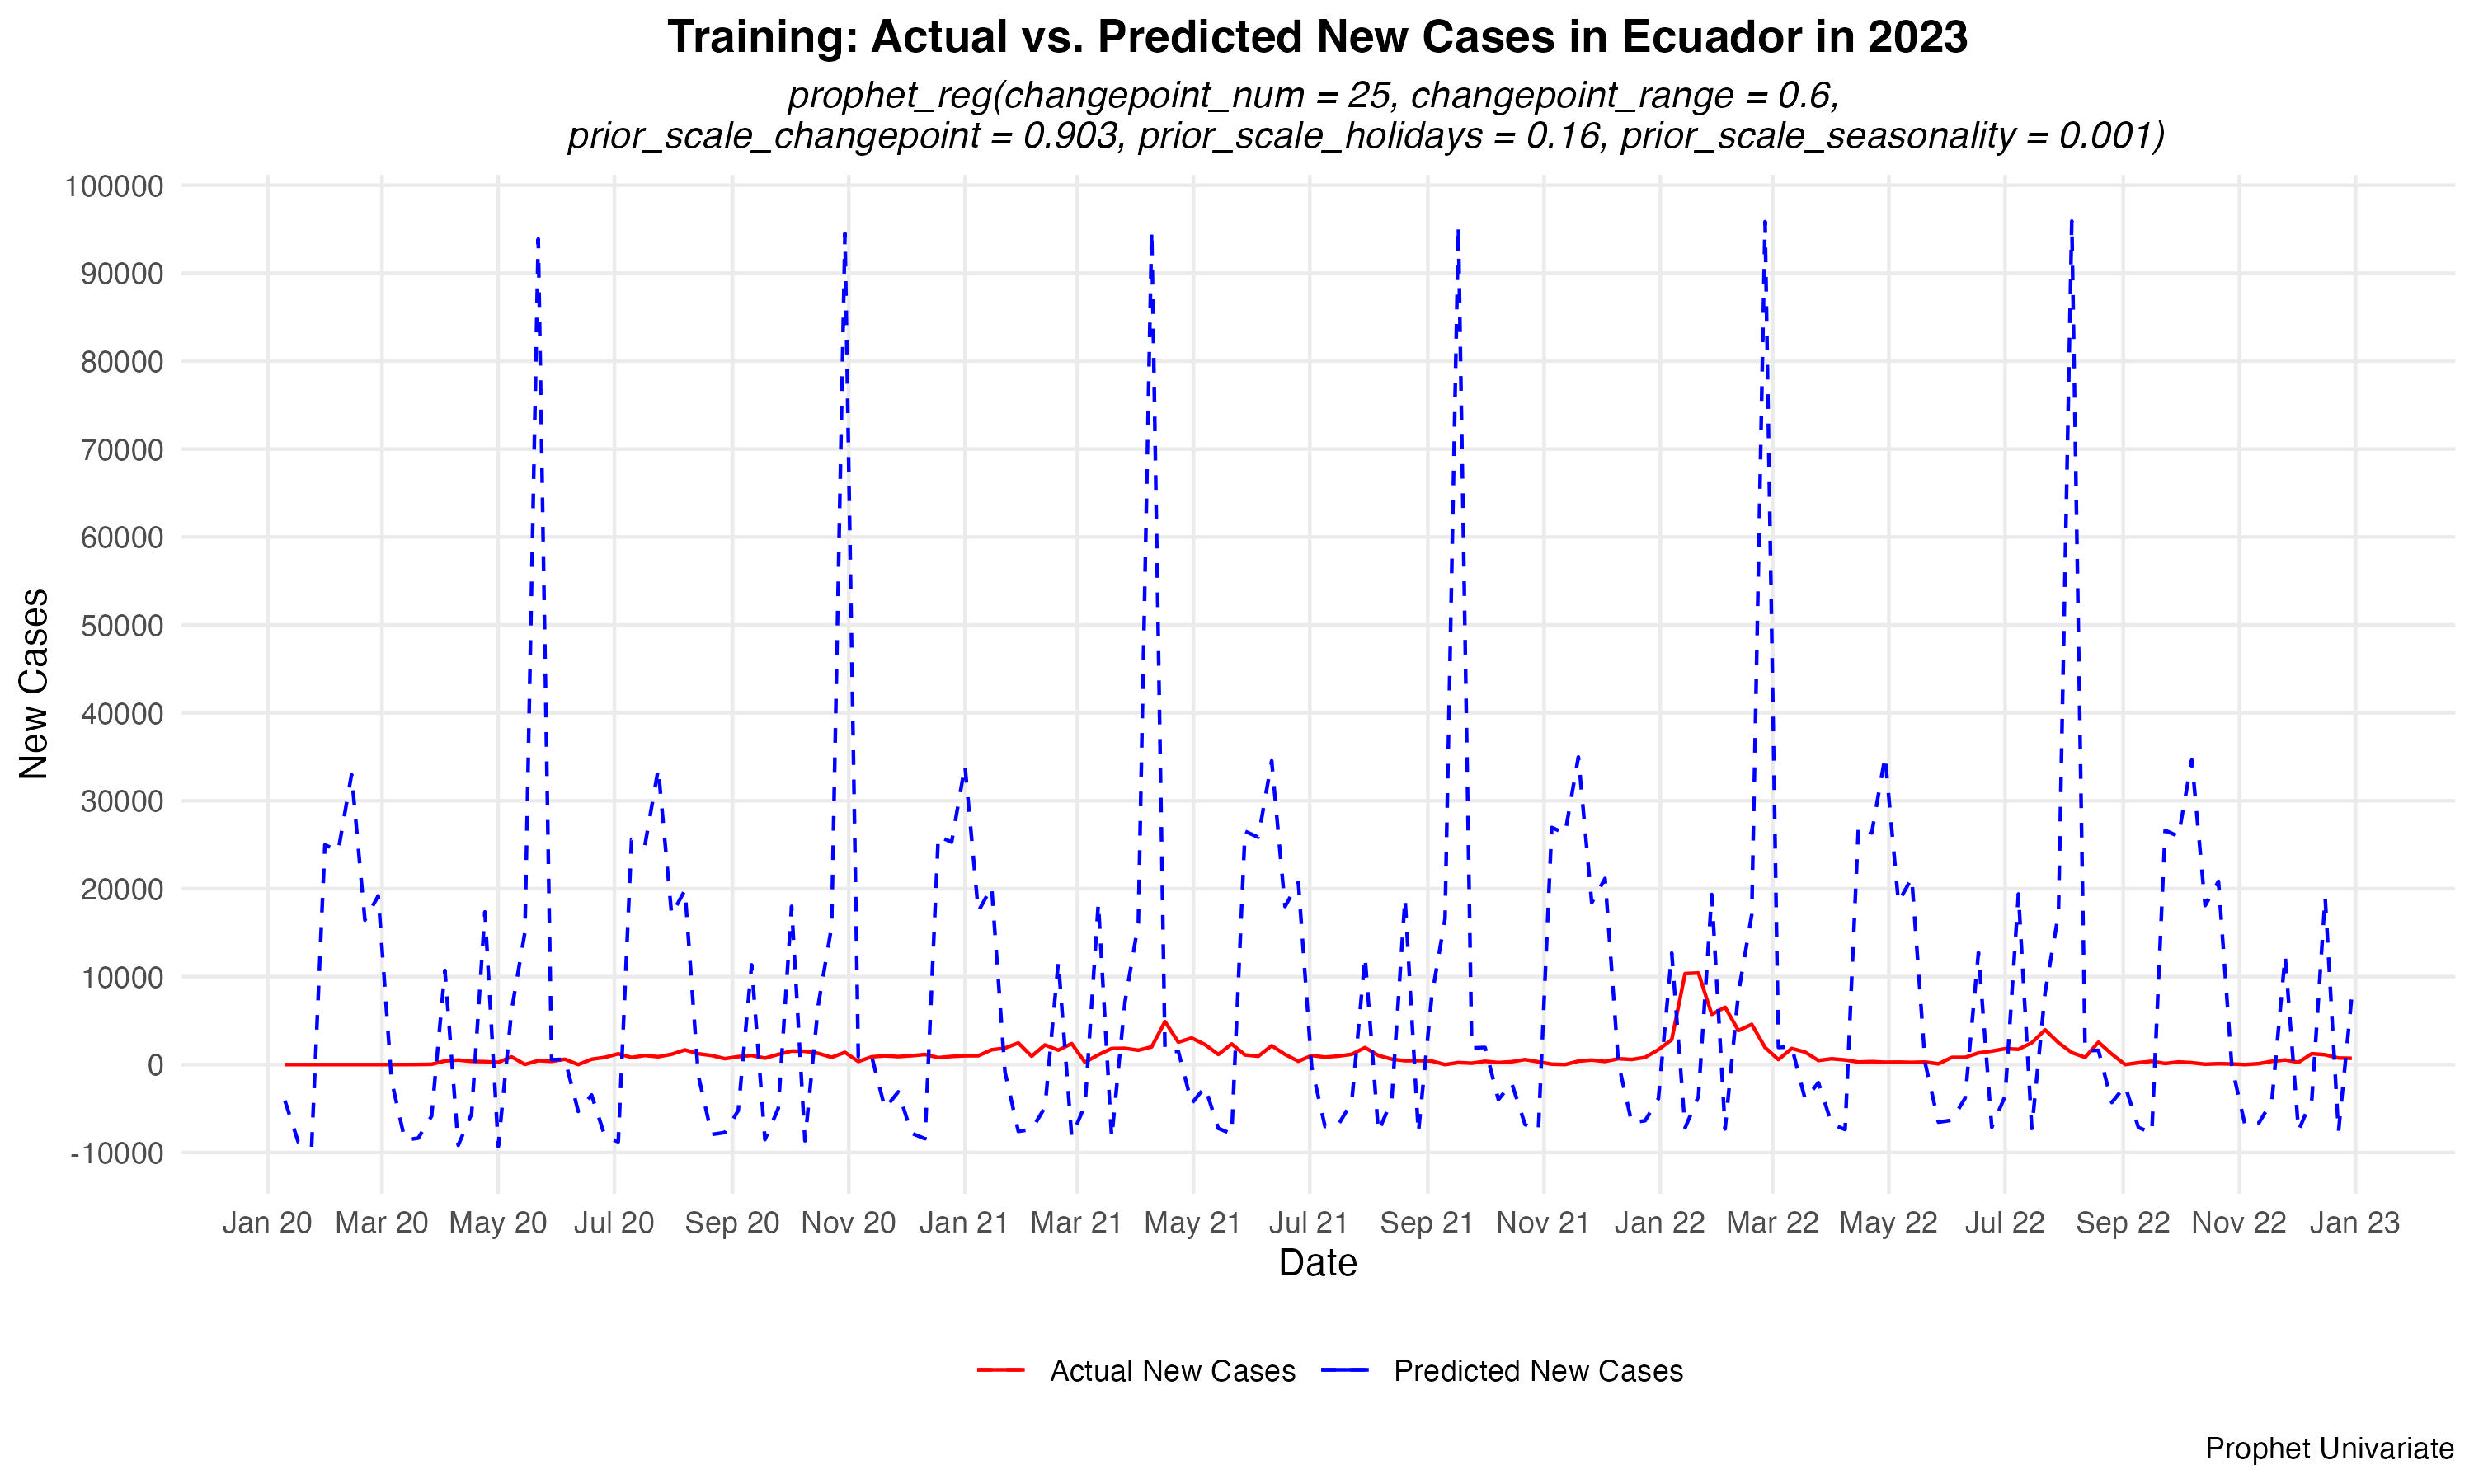 Training: Actual vs. Predicted New Cases in Ecuador in 2023
prophet_reg(changepoint_num = 25, changepoint_range = 0.6,
prior_scale_changepoint = 0.903, prior_scale_holidays = 0.16, prior_scale_seasonality = 0.001)
100000
90000
80000
70000
60000
50000
40000
30000
20000
10000
0
-10000
New Cases
Jan 20 Mar 20 May 20 Jul 20 Sep 20 Nov 20 Jan 21 Mar 21 May 21 Jul 21 Sep 21 Nov 21 Jan 22 Mar 22 May 22 Jul 22 Sep 22 Nov 22 Jan 23
Date
Actual New Cases Predicted New Cases
Prophet Univariate